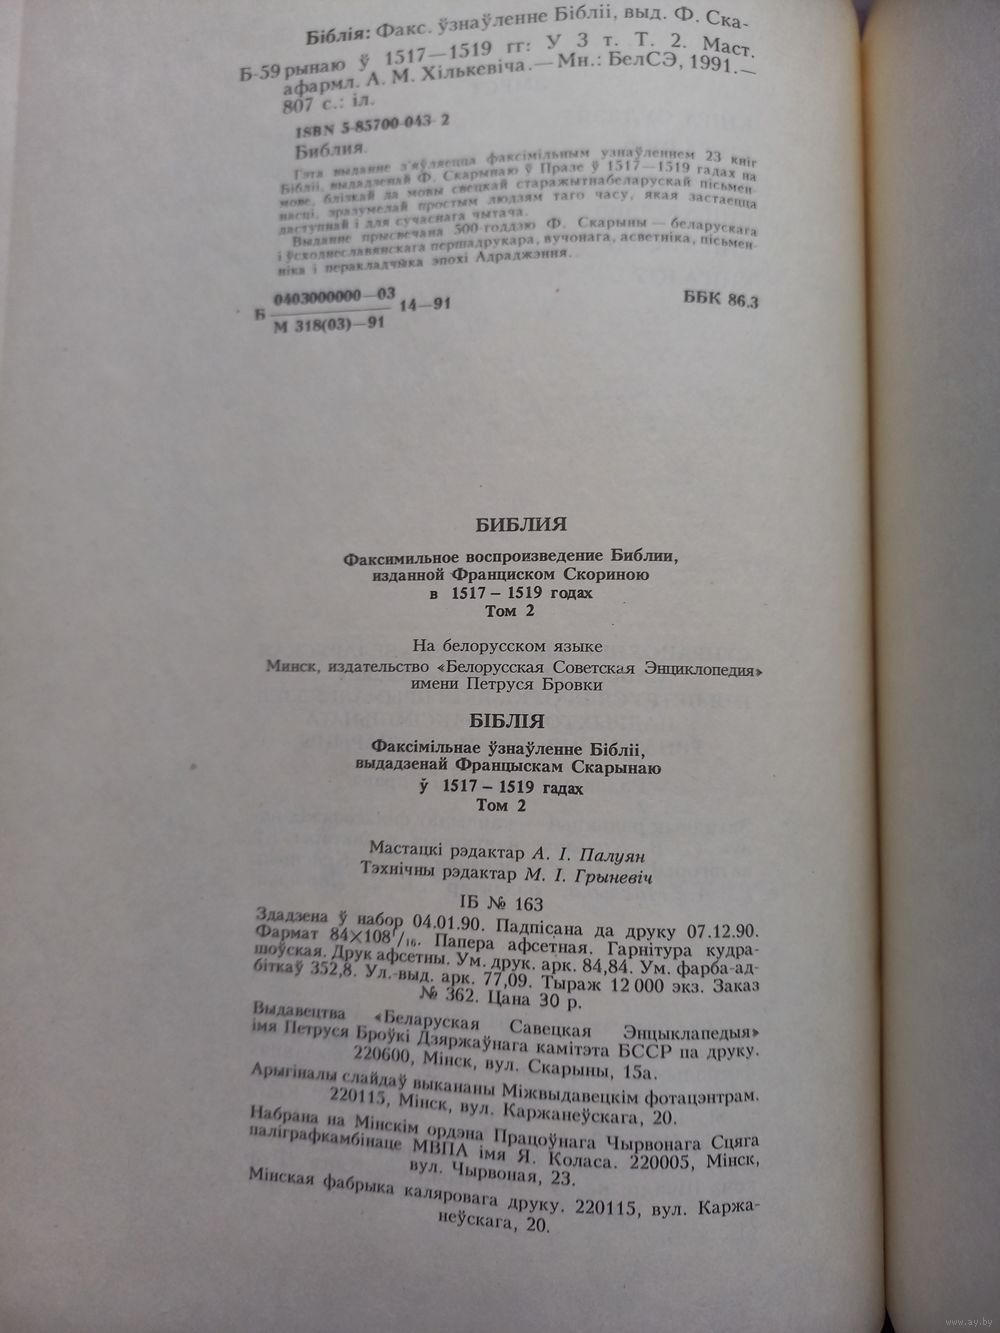 Біблія: Факс. ўзнаўленне Бібліі, выд. Ф. Ска-
Б-59 рынаю ў 1517—1519 гг: У 3 т. Т. 2. Маст.
афармл. А. М. Хількевіча.— Мн.: БелСЭ, 1991.—
807 с.: іл.
ISBN 5-85700-043-2
Библия.
Гэта выданне з'яўляецца факсімільным узнаўленнем 23 кніг
Бібліі, выдадзенай Ф. Скарынаю ў Празе ў 1517—1519 гадах на
мове, блізкай да мовы свецкай старажытнабеларускай пісьмен-
насці, зразумелай простым людзям таго часу, якая застаецца
даступнай і для сучаснага чытача.
Выданне прысвечана 500-годдзю Ф. Скарыны — беларускага
і ўсходнеславянскага першадрукара, вучонага, асветніка, пісьмен-
ніка і перакладчыка эпохі Адраджэння.
Б 0403000000—03
М 318(03)—91 14—91
ББК 86.3
БИБЛИЯ
Факсимильное воспроизведение Библии,
изданной Франциском Скориною
в 1517 – 1519 годах
Том 2
На белорусском языке
Минск, издательство «Белорусская Советская Энциклопедия»
имени Петруся Бровки
БІБЛІЯ
Факсімільнае ўзнаўленне Бібліі,
выдадзенай Францыскам Скарынаю
ў 1517 – 1519 гадах
Том 2
Мастацкі рэдактар А. І. Палуян
Тэхнічны рэдактар М. І. Грыневіч
ІБ № 163
Здадзена ў набор 04.01.90. Падпісана да друку 07.12.90.
Фармат 84×108 1/16. Папера афсетная. Гарнітура кудра-
шоўская. Друк афсетны. Ум. друк. арк. 84,84. Ум. фарба-ад-
біткаў 352,8. Ул.-выд. арк. 77,09. Тыраж 12 000 экз. Заказ
№ 362. Цана 30 р.
Выдавецтва «Беларуская Савецкая Энцыклапедыя»
імя Петруся Броўкі Дзяржаўнага камітэта БССР па друку.
220600, Мінск, вул. Скарыны, 15а.
Арыгіналы слайдаў выкананы Міжвыдавецкім фотацэнтрам.
220115, Мінск, вул. Каржанеўскага, 20.
Набрана на Мінскім ордэна Працоўнага Чырвонага Сцяга
паліграфкамбінаце МВПА імя Я. Коласа. 220005, Мінск,
вул. Чырвоная, 23.
Мінская фабрыка каляровага друку. 220115, вул. Каржа-
неўскага, 20.
www.ay.by